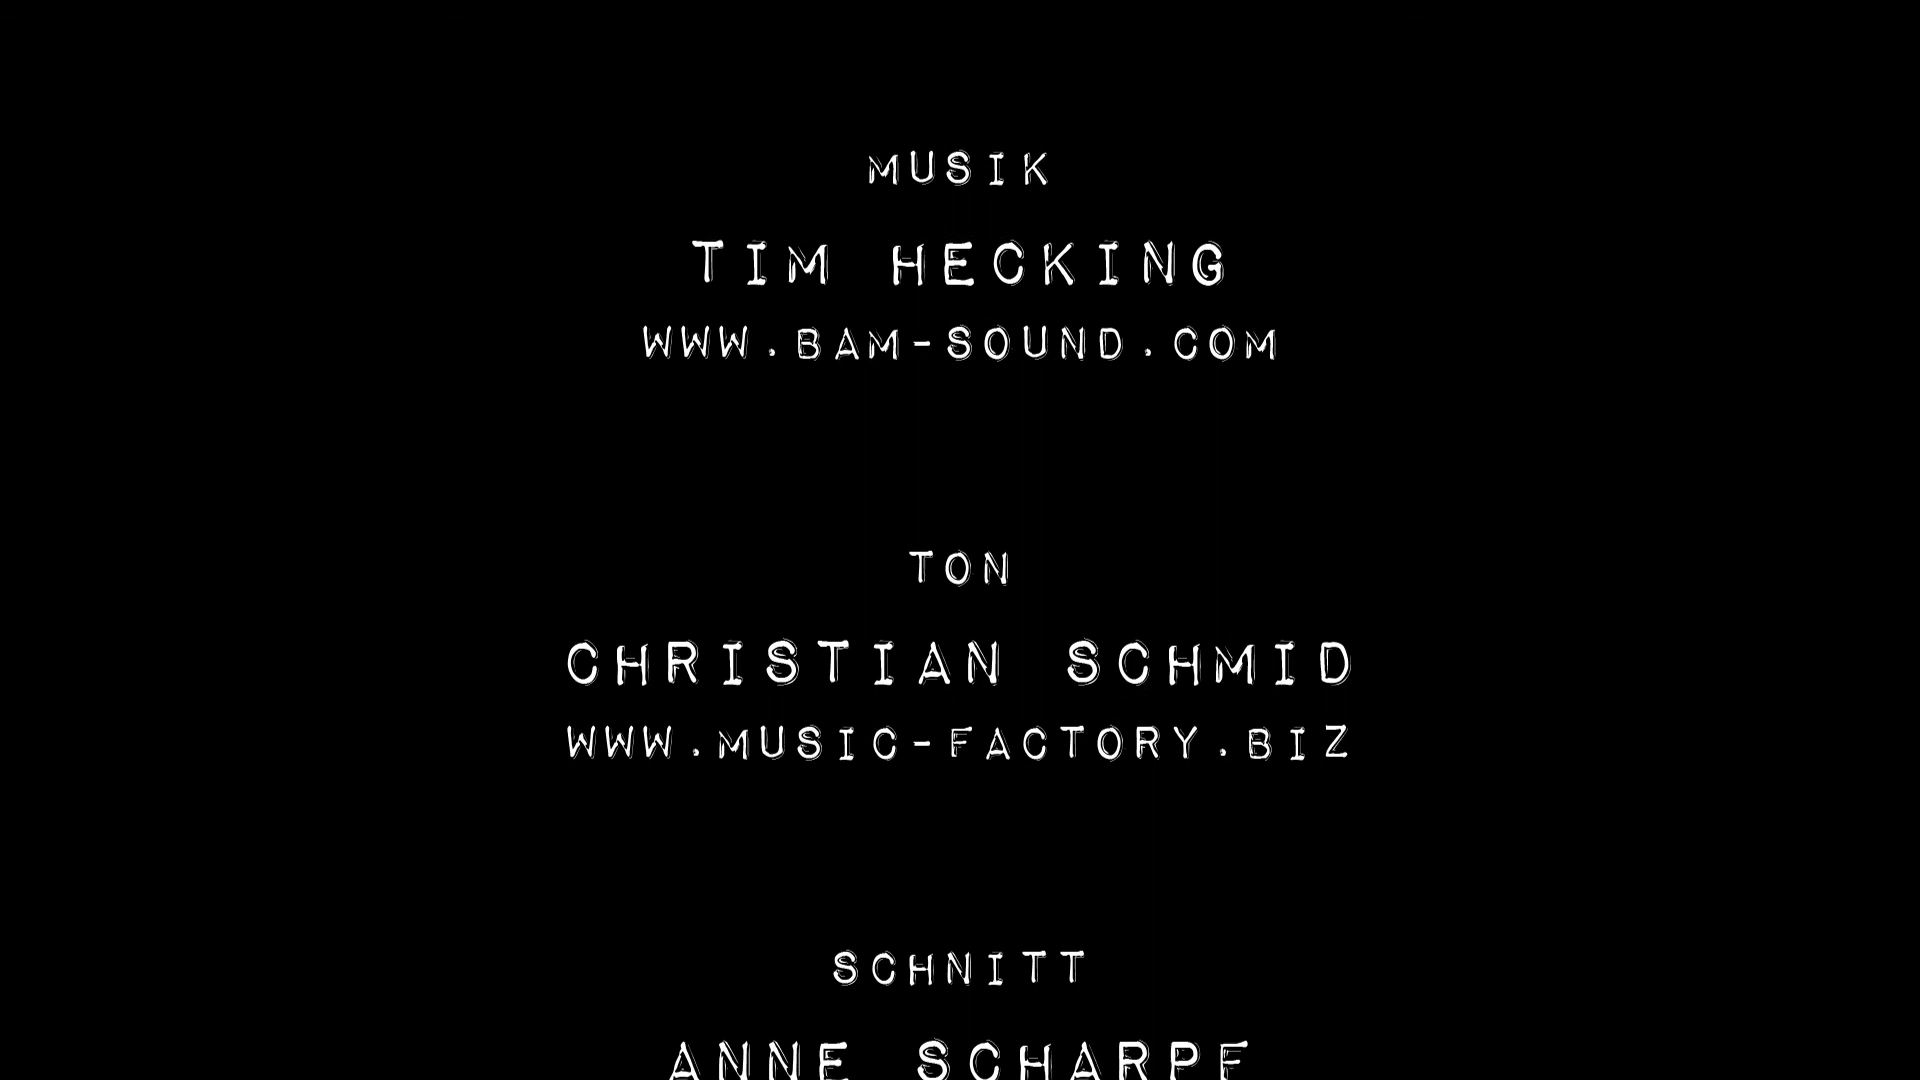 MUSIK
TIM HECKING
WWW.BAM-SOUND.COM
TON
CHRISTIAN SCHMID
WWW.MUSIC-FACTORY.BIZ
SCHNITT
ANNE SCHARPF